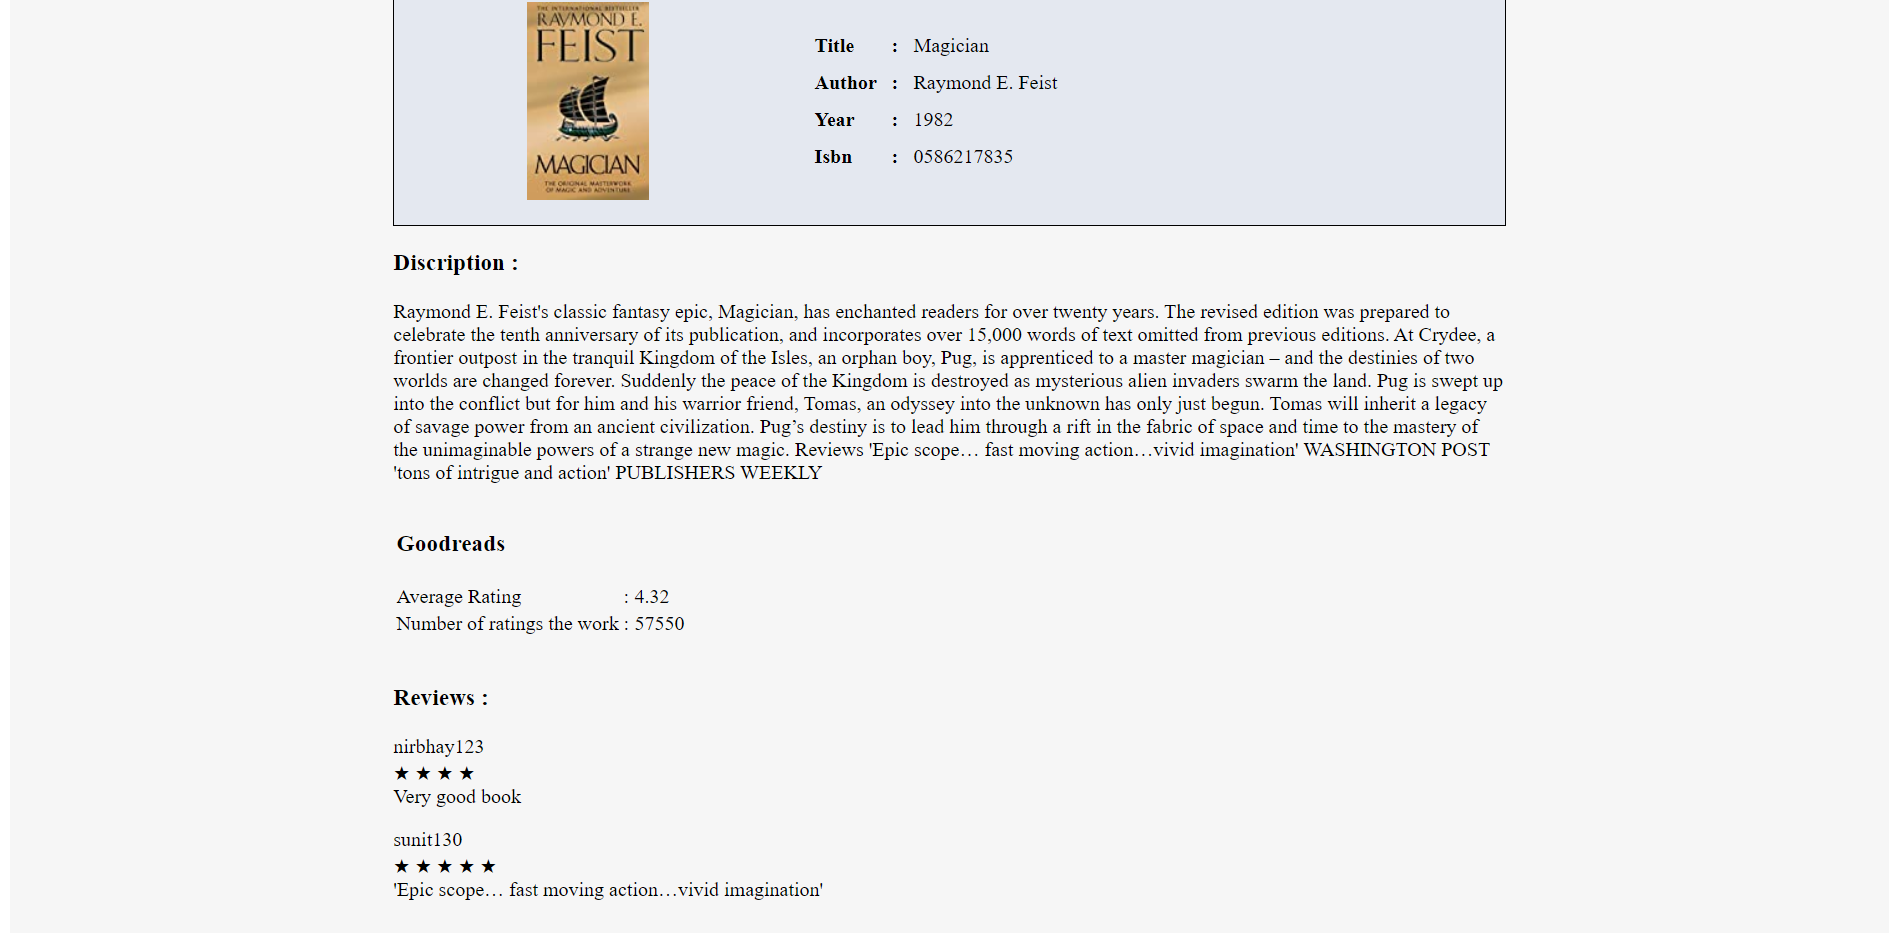 THE INTERNATIONAL BESTSELLER
RAYMOND E.
FEIST
MAGICIAN
THE ORIGINAL MASTERWORK
OF MAGIC AND ADVENTURE
Title : Magician
Author : Raymond E. Feist
Year : 1982
Isbn : 0586217835
Discription :
Raymond E. Feist's classic fantasy epic, Magician, has enchanted readers for over twenty years. The revised edition was prepared to
celebrate the tenth anniversary of its publication, and incorporates over 15,000 words of text omitted from previous editions. At Crydee, a
frontier outpost in the tranquil Kingdom of the Isles, an orphan boy, Pug, is apprenticed to a master magician – and the destinies of two
worlds are changed forever. Suddenly the peace of the Kingdom is destroyed as mysterious alien invaders swarm the land. Pug is swept up
into the conflict but for him and his warrior friend, Tomas, an odyssey into the unknown has only just begun. Tomas will inherit a legacy
of savage power from an ancient civilization. Pug’s destiny is to lead him through a rift in the fabric of space and time to the mastery of
the unimaginable powers of a strange new magic. Reviews 'Epic scope… fast moving action…vivid imagination' WASHINGTON POST
'tons of intrigue and action' PUBLISHERS WEEKLY
Goodreads
Average Rating : 4.32
Number of ratings the work : 57550
Reviews :
nirbhay123
★ ★ ★ ★
Very good book
sunit130
★ ★ ★ ★ ★
'Epic scope… fast moving action…vivid imagination'